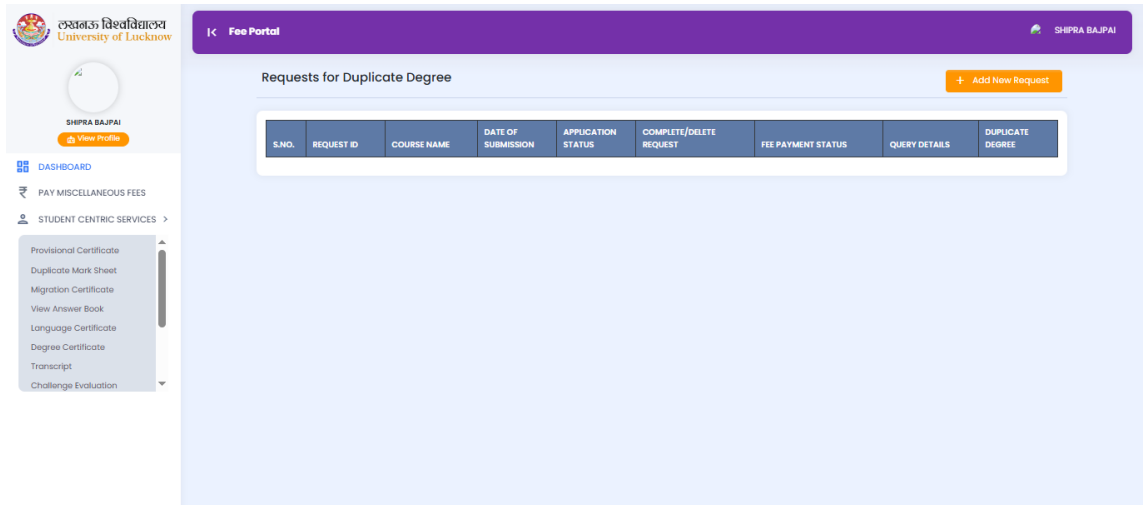 लखनऊ विश्वविद्यालय
University of Lucknow
SHIPRA BAJPAI
View Profile
DASHBOARD
PAY MISCELLANEOUS FEES
STUDENT CENTRIC SERVICES >
Provisional Certificate
Duplicate Mark Sheet
Migration Certificate
View Answer Book
Language Certificate
Degree Certificate
Transcript
Challenge Evaluation
Fee Portal
SHIPRA BAJPAI
Requests for Duplicate Degree
+ Add New Request
S.NO.
REQUEST ID
COURSE NAME
DATE OF
SUBMISSION
APPLICATION
STATUS
COMPLETE/DELETE
REQUEST
FEE PAYMENT STATUS
QUERY DETAILS
DUPLICATE
DEGREE